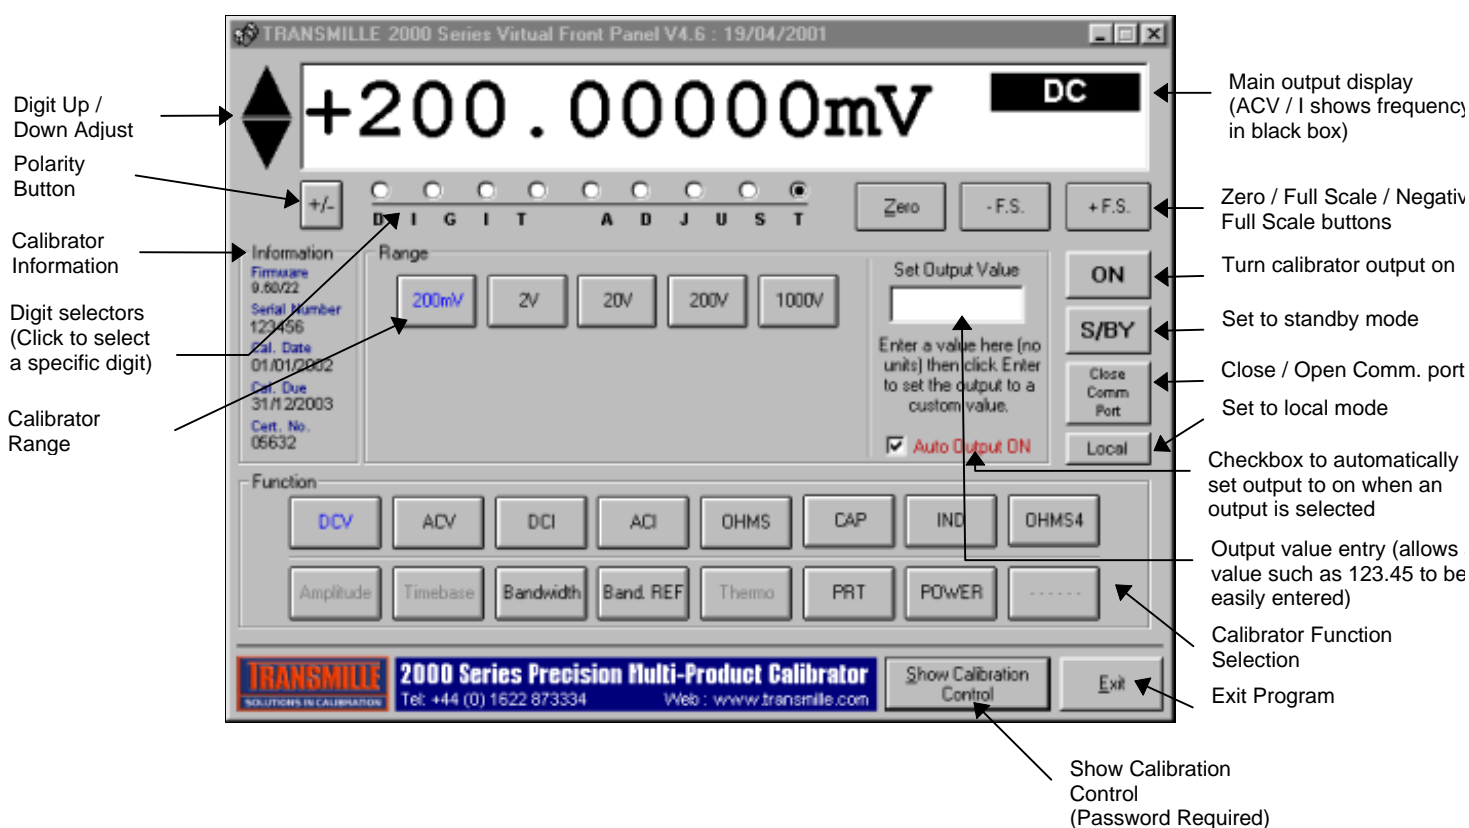 TRANSMILLE 2000 Series Virtual Front Panel V4.6 : 19/04/2001
+200.00000mV
DC
Digit Up /
Down Adjust
Polarity
Button
Calibrator
Information
Digit selectors
(Click to select
a specific digit)
Calibrator
Range
+/-
D I G I T A D J U S T
Zero
- F.S.
+ F.S.
Information
Firmware
9.60/22
Serial Number
123456
Cal. Date
01/01/2002
Cal. Due
31/12/2003
Cert. No.
05632
Range
200mV
2V
20V
200V
1000V
Set Output Value
Enter a value here (no
units) then click Enter
to set the output to a
custom value.
Auto Output ON
ON
S/BY
Close
Comm
Port
Local
Function
DCV
ACV
DCI
ACI
OHMS
CAP
IND
OHMS4
Amplitude
Timebase
Bandwidth
Band. REF
Thermo
PRT
POWER
- - - - - -
TRANSMILLE
SOLUTIONS IN CALIBRATION
2000 Series Precision Multi-Product Calibrator
Tel: +44 (0) 1622 873334 Web : www.transmille.com
Show Calibration
Control
Exit
Main output display
(ACV / I shows frequency
in black box)
Zero / Full Scale / Negativ
Full Scale buttons
Turn calibrator output on
Set to standby mode
Close / Open Comm. port
Set to local mode
Checkbox to automatically
set output to on when an
output is selected
Output value entry (allows
value such as 123.45 to be
easily entered)
Calibrator Function
Selection
Exit Program
Show Calibration
Control
(Password Required)